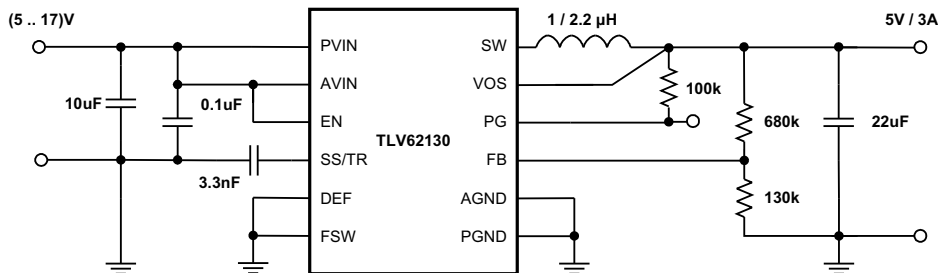 (5 .. 17)V
1 / 2.2 µH
5V / 3A
PVIN
SW
AVIN
VOS
10uF
0.1uF
100k
EN
PG
TLV62130
680k
22uF
SS/TR
FB
3.3nF
DEF
AGND
130k
FSW
PGND